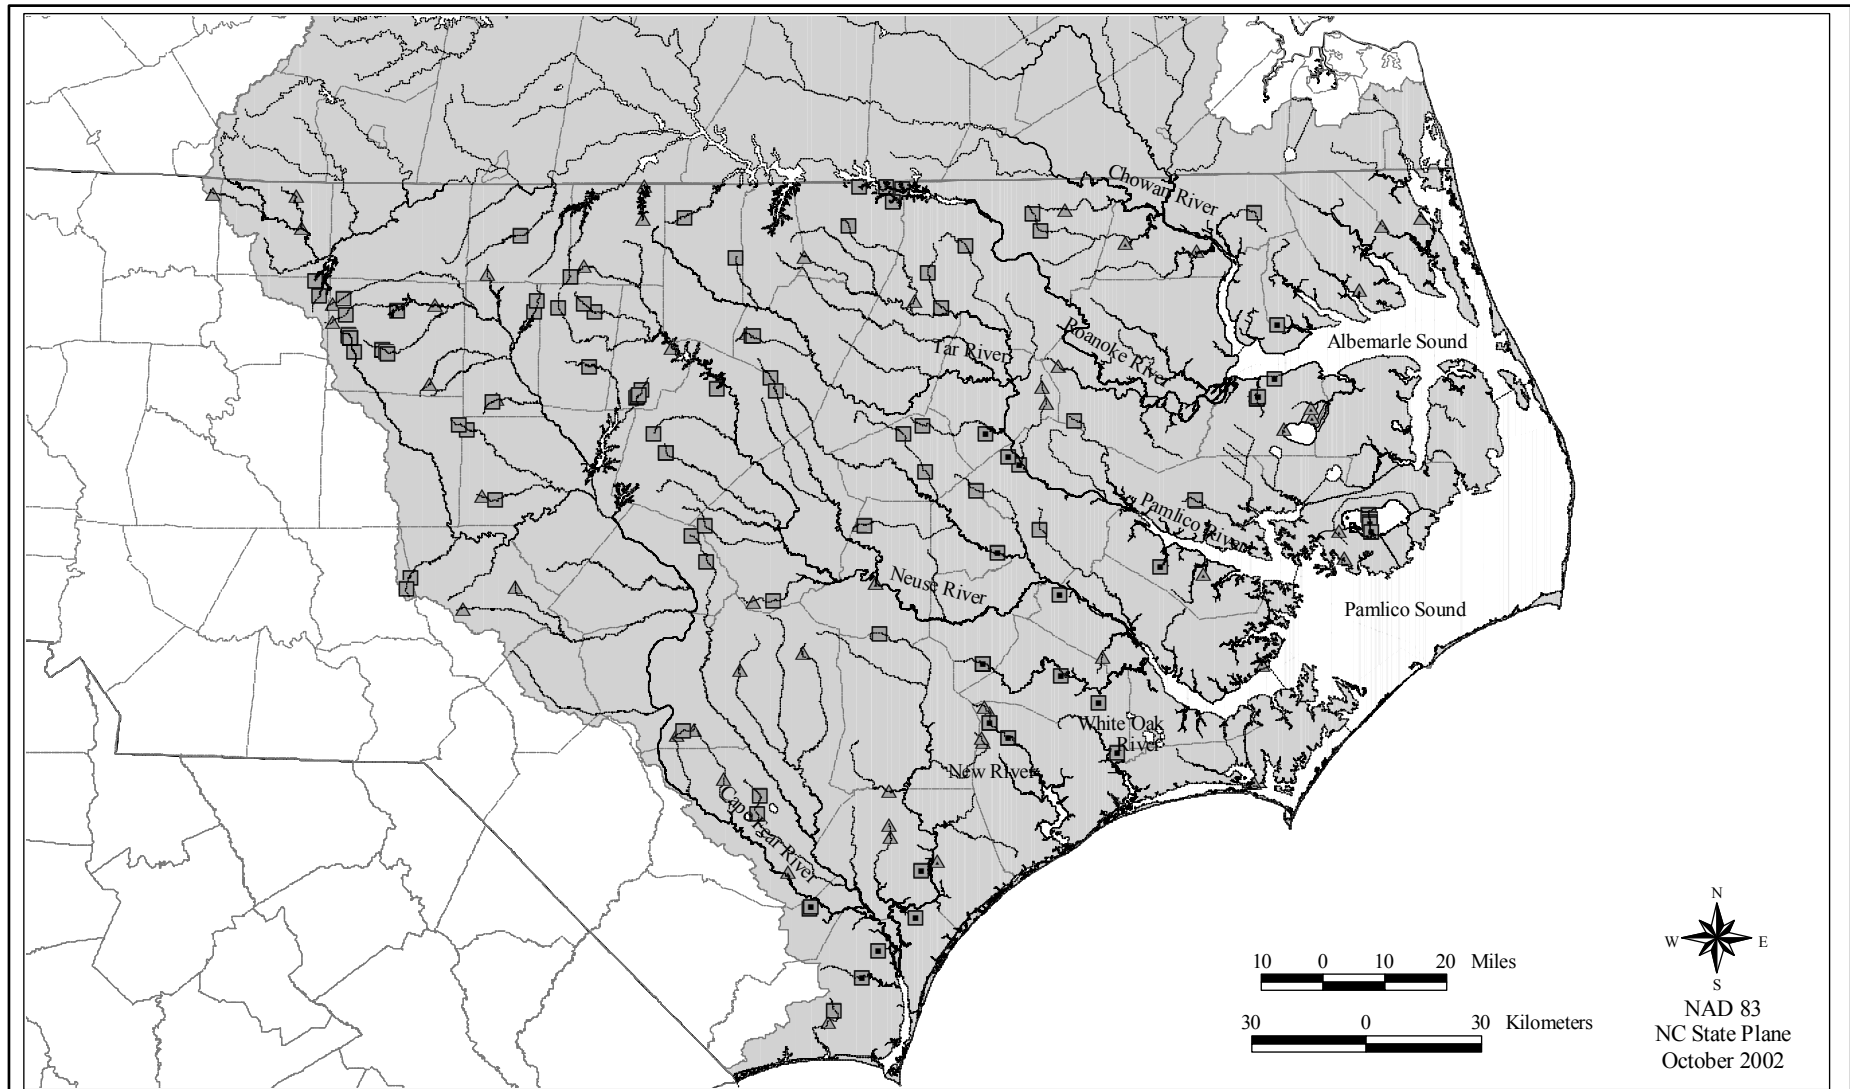 Chowan River
Roanoke River
Tar River
Albemarle Sound
Pamlico River
Neuse River
Pamlico Sound
White Oak
River
New River
Cape Fear River
10 0 10 20 Miles
30 0 30 Kilometers
N
W E
S
NAD 83
NC State Plane
October 2002